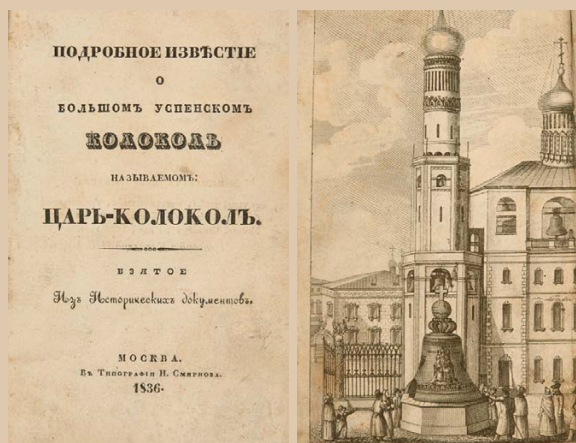 ПОДРОБНОЕ ИЗВѢСТІЕ
О
БОЛЬШОМЪ УСПЕНСКОМЪ
КОЛОКОЛѢ
НАЗЫВАЕМОМЪ:
ЦАРЬ-КОЛОКОЛЪ.
ВЗЯТОЕ
Изъ Историческихъ документовъ.
МОСКВА.
Въ Типографіи Н. Смирнова.
1836.